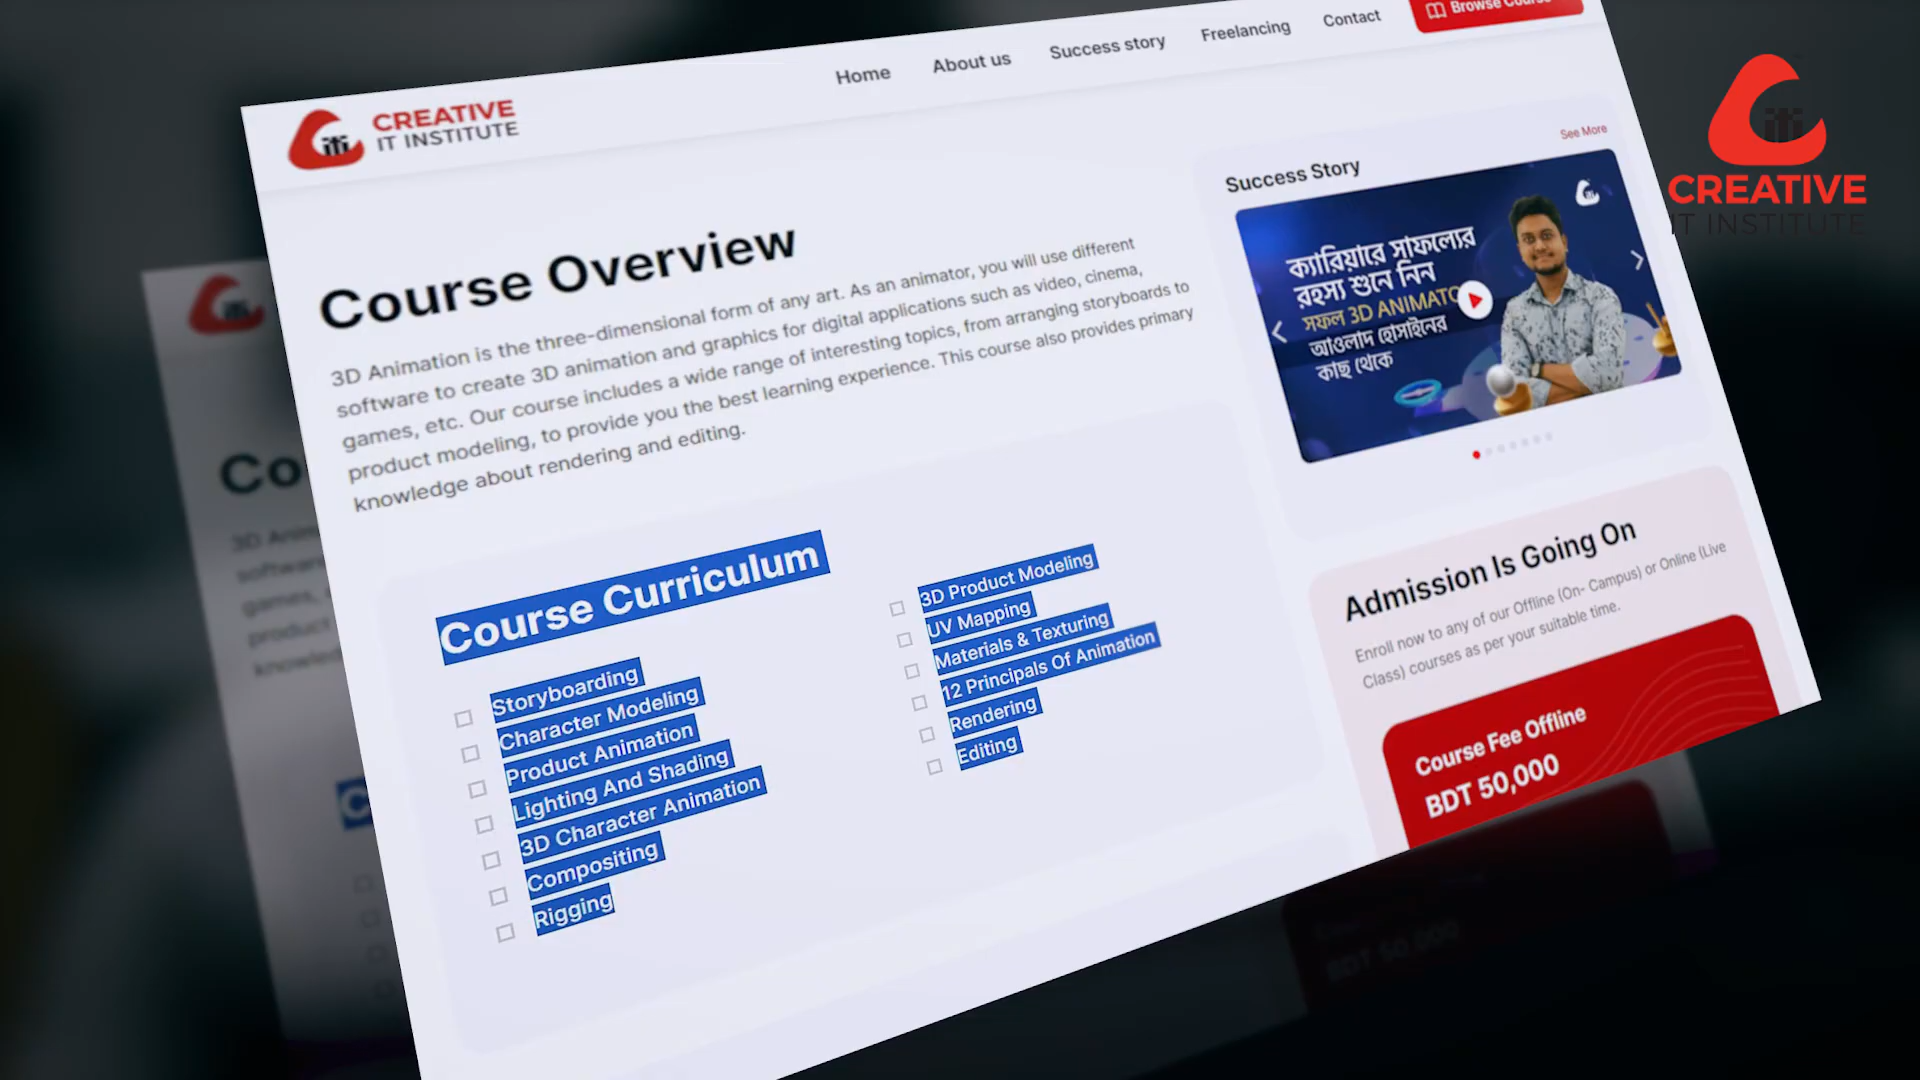 Home
About us
Success story
Freelancing
Contact
Browse Course
CREATIVE
IT INSTITUTE
Course Overview
3D Animation is the three-dimensional form of any art. As an animator, you will use different
software to create 3D animation and graphics for digital applications such as video, cinema,
games, etc. Our course includes a wide range of interesting topics, from arranging storyboards to
product modeling, to provide you the best learning experience. This course also provides primary
knowledge about rendering and editing.
Course Curriculum
Storyboarding
Character Modeling
Product Animation
Lighting And Shading
3D Character Animation
Compositing
Rigging
3D Product Modeling
UV Mapping
Materials & Texturing
12 Principals Of Animation
Rendering
Editing
Success Story
See More
ক্যারিয়ারে সাফল্যের
রহস্য শুনে নিন
সফল 3D ANIMATO
আওলাদ হোসাইনের
কাছ থেকে
Admission Is Going On
Enroll now to any of our Offline (On- Campus) or Online (Live
Class) courses as per your suitable time.
Course Fee Offline
BDT 50,000
iti
CREATIVE
IT INSTITUTE